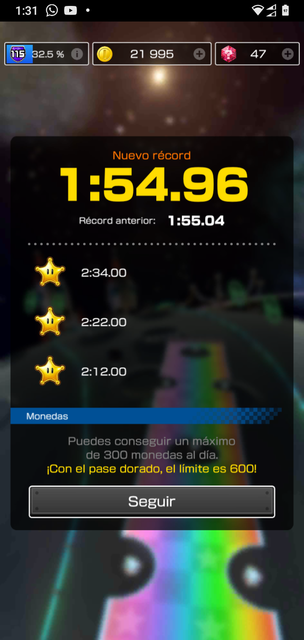 1:31
115 32.5 %
21 995
47
Nuevo récord
1:54.96
Récord anterior: 1:55.04
2:34.00
2:22.00
2:12.00
Monedas
Puedes conseguir un máximo
de 300 monedas al día.
¡Con el pase dorado, el límite es 600!
Seguir